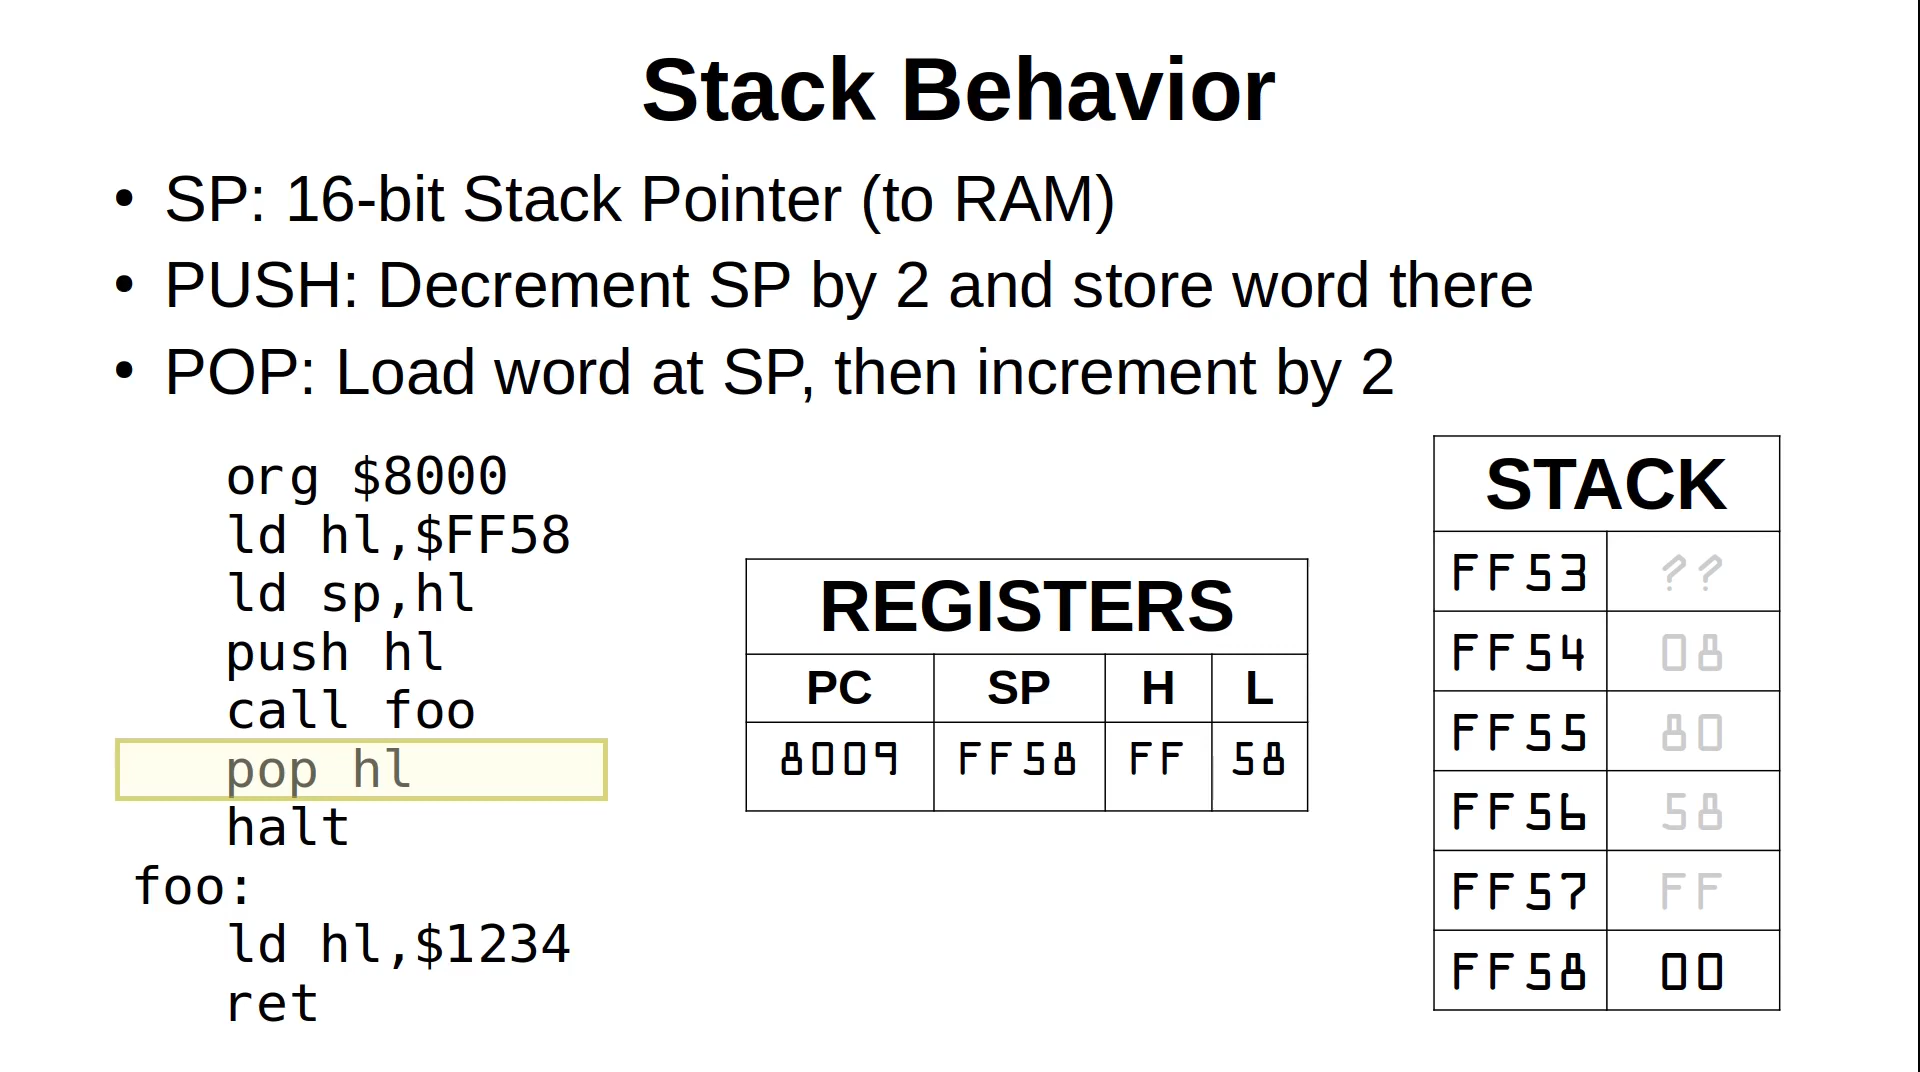 Stack Behavior
• SP: 16-bit Stack Pointer (to RAM)
• PUSH: Decrement SP by 2 and store word there
• POP: Load word at SP, then increment by 2
org $8000
ld hl,$FF58
ld sp,hl
push hl
call foo
pop hl
halt
foo:
ld hl,$1234
ret
REGISTERS
PC SP H L
8009 FF58 FF 58
STACK
FF53 ??
FF54 08
FF55 80
FF56 58
FF57 FF
FF58 00